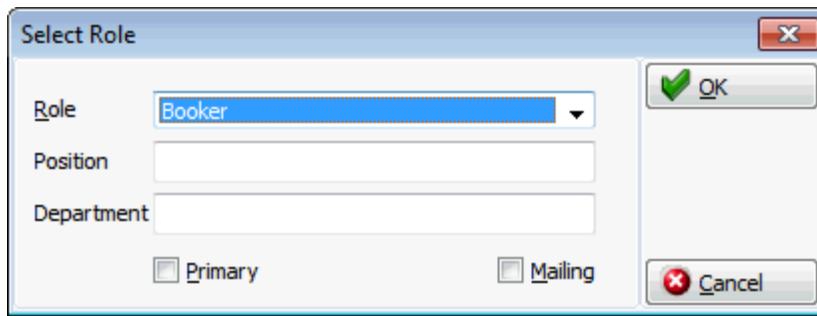 Select Role
Role Booker
OK
Position
Department
Primary Mailing
Cancel